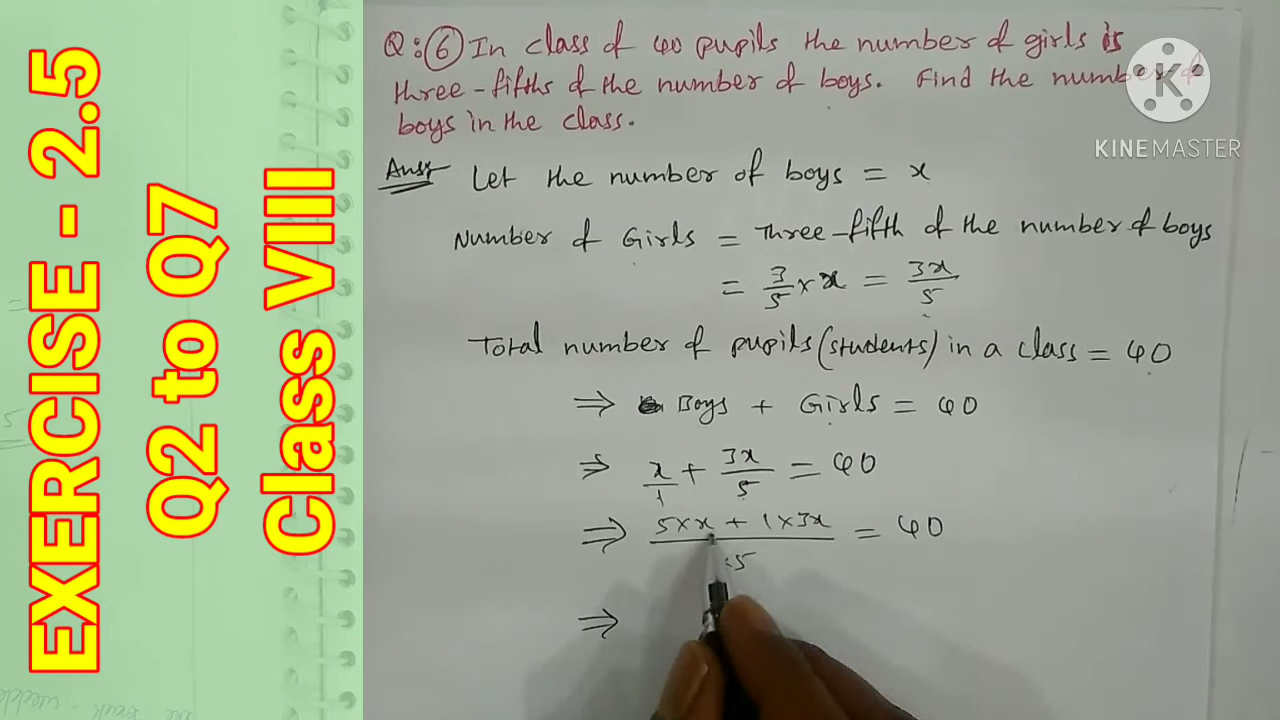 EXERCISE - 2.5
Q2 to Q7
Class VIII
Q:⑥ In class of 40 pupils the number of girls is
three-fifths of the number of boys. Find the number of
boys in the class.
KINEMASTER
Ans: Let the number of boys = x
Number of Girls = Three-fifth of the number of boys
= 3/5 × x = 3x/5
Total number of pupils (students) in a class = 40
⇒ Boys + Girls = 40
⇒ x/1 + 3x/5 = 40
⇒ (5×x + 1×3x)/5 = 40
⇒